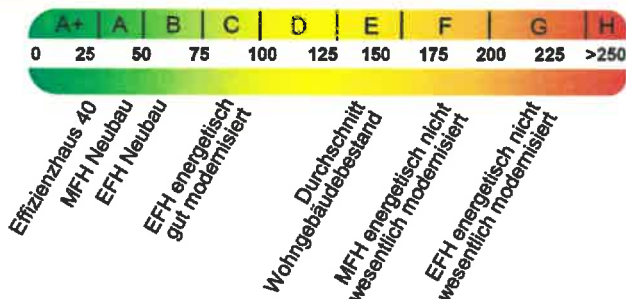 A+ A B C D E F G H
0 25 50 75 100 125 150 175 200 225 >250
Effizienzhaus 40
MFH Neubau
EFH Neubau
EFH energetisch
gut modernisiert
Durchschnitt
Wohngebäudebestand
MFH energetisch nicht
wesentlich modernisiert
EFH energetisch nicht
wesentlich modernisiert